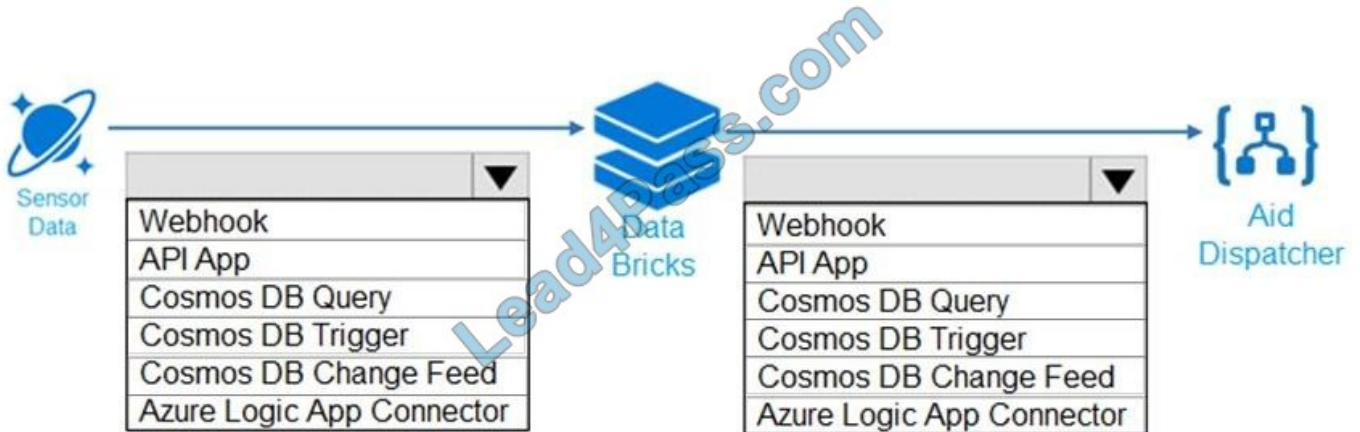 Sensor
Data
Webhook
API App
Cosmos DB Query
Cosmos DB Trigger
Cosmos DB Change Feed
Azure Logic App Connector
Data
Bricks
Webhook
API App
Cosmos DB Query
Cosmos DB Trigger
Cosmos DB Change Feed
Azure Logic App Connector
Aid
Dispatcher
Lead4Pass.com